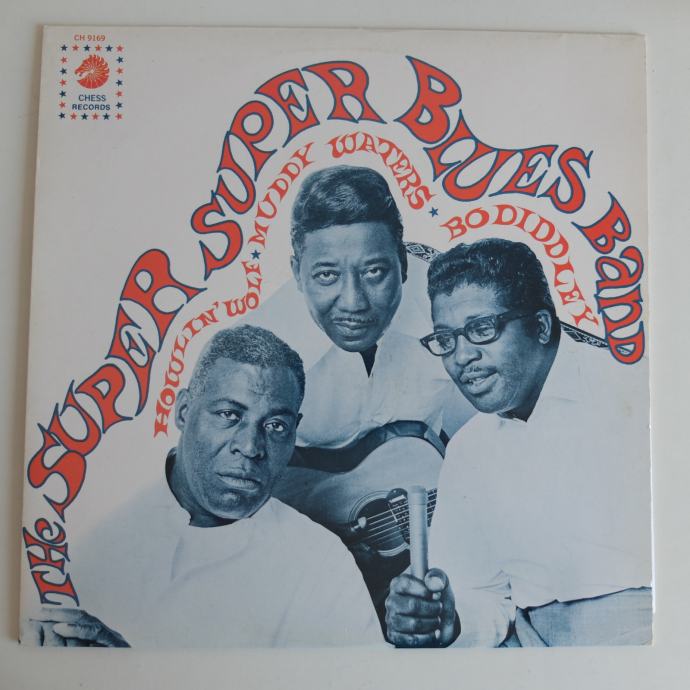 CH 9169
CHESS
RECORDS
THe SUPER SUPER BLUES BaND
HOWLIN' WOLF ★ MUDDY WATERS ★ BO DIDDLEY